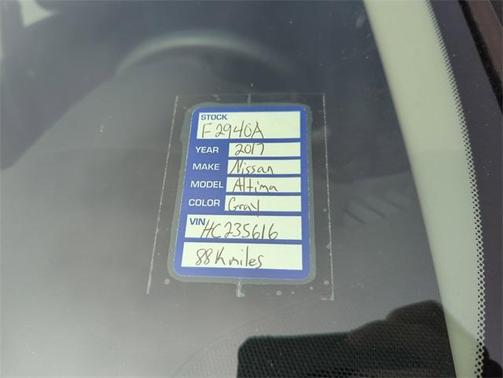 STOCK
F2940A
YEAR 2017
MAKE Nissan
MODEL Altima
COLOR Gray
VIN
HC235616
88K miles